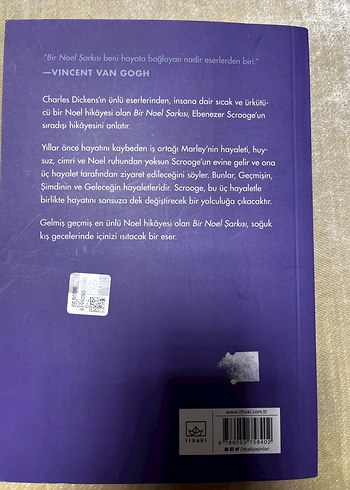 "Bir Noel Şarkısı beni hayata bağlayan nadir eserlerden biri."
—VINCENT VAN GOGH
Charles Dickens'ın ünlü eserlerinden, insana dair sıcak ve ürkütü-
cü bir Noel hikâyesi olan Bir Noel Şarkısı, Ebenezer Scrooge'un
sıradışı hikâyesini anlatır.
Yıllar önce hayatını kaybeden iş ortağı Marley'nin hayaleti, huy-
suz, cimri ve Noel ruhundan yoksun Scrooge'un evine gelir ve ona
üç hayalet tarafından ziyaret edileceğini söyler. Bunlar, Geçmişin,
Şimdinin ve Geleceğin hayaletleridir. Scrooge, bu üç hayaletle
birlikte hayatını sonsuza dek değiştirecek bir yolculuğa çıkacaktır.
Gelmiş geçmiş en ünlü Noel hikâyesi olan Bir Noel Şarkısı, soğuk
kış gecelerinde içinizi ısıtacak bir eser.
www.ithaki.com.tr
ithaki
/ithakiyayinlari